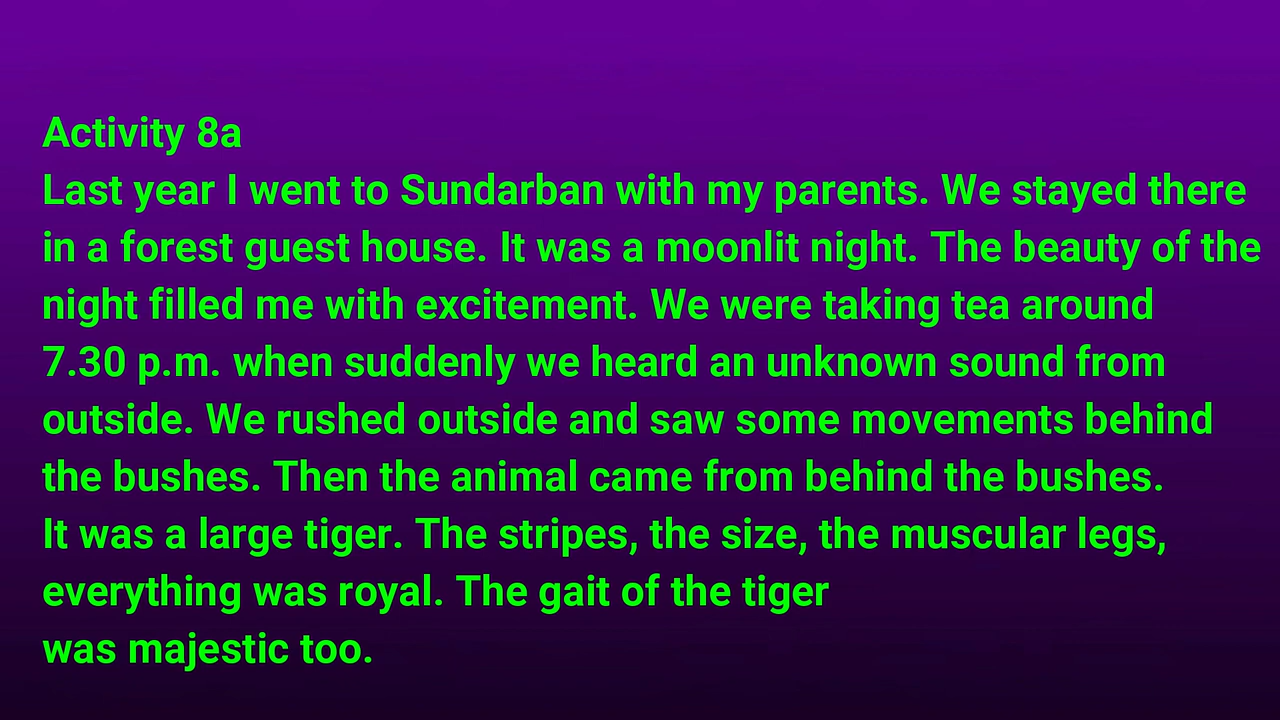 Activity 8a
Last year I went to Sundarban with my parents. We stayed there
in a forest guest house. It was a moonlit night. The beauty of the
night filled me with excitement. We were taking tea around
7.30 p.m. when suddenly we heard an unknown sound from
outside. We rushed outside and saw some movements behind
the bushes. Then the animal came from behind the bushes.
It was a large tiger. The stripes, the size, the muscular legs,
everything was royal. The gait of the tiger
was majestic too.